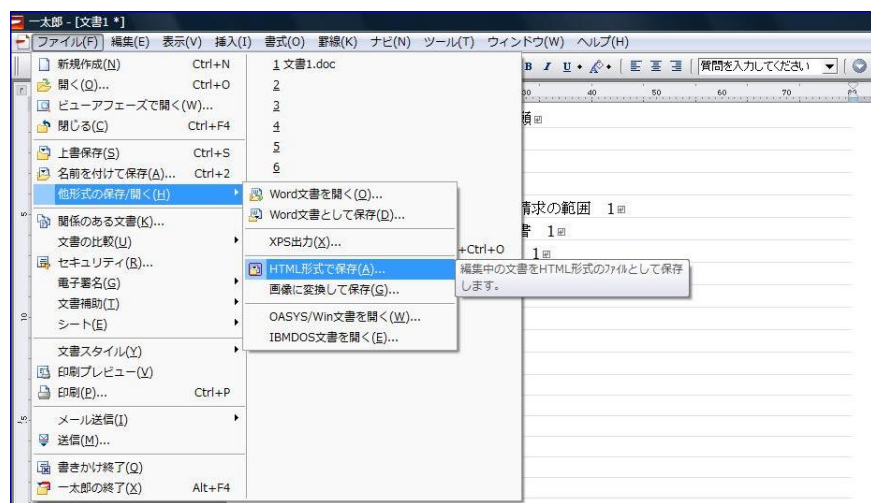 一太郎 - [文書1 *]
ファイル(F) 編集(E) 表示(V) 挿入(I) 書式(O) 罫線(K) ナビ(N) ツール(T) ウィンドウ(W) ヘルプ(H)
新規作成(N) Ctrl+N
開く(O)... Ctrl+O
ビューアフェーズで開く(W)...
閉じる(C) Ctrl+F4
上書保存(S) Ctrl+S
名前を付けて保存(A)... Ctrl+2
他形式の保存/開く(H)
関係のある文書(K)...
文書の比較(U)
セキュリティ(R)...
電子署名(G)
文書補助(T)
シート(E)
文書スタイル(Y)
印刷プレビュー(V)
印刷(P)... Ctrl+P
メール送信(I)
送信(M)...
書きかけ終了(Q)
一太郎の終了(X) Alt+F4
1 文書1.doc
2
3
4
5
6
Word文書を開く(O)...
Word文書として保存(D)...
XPS出力(X)...
HTML形式で保存(A)...
画像に変換して保存(G)...
OASYS/Win文書を開く(W)...
IBMDOS文書を開く(E)...
+Ctrl+O
編集中の文書をHTML形式のファイルとして保存
します。
B I U
質問を入力してください
30 40 50 60 70
請求の範囲 1
書 1
1
10
15